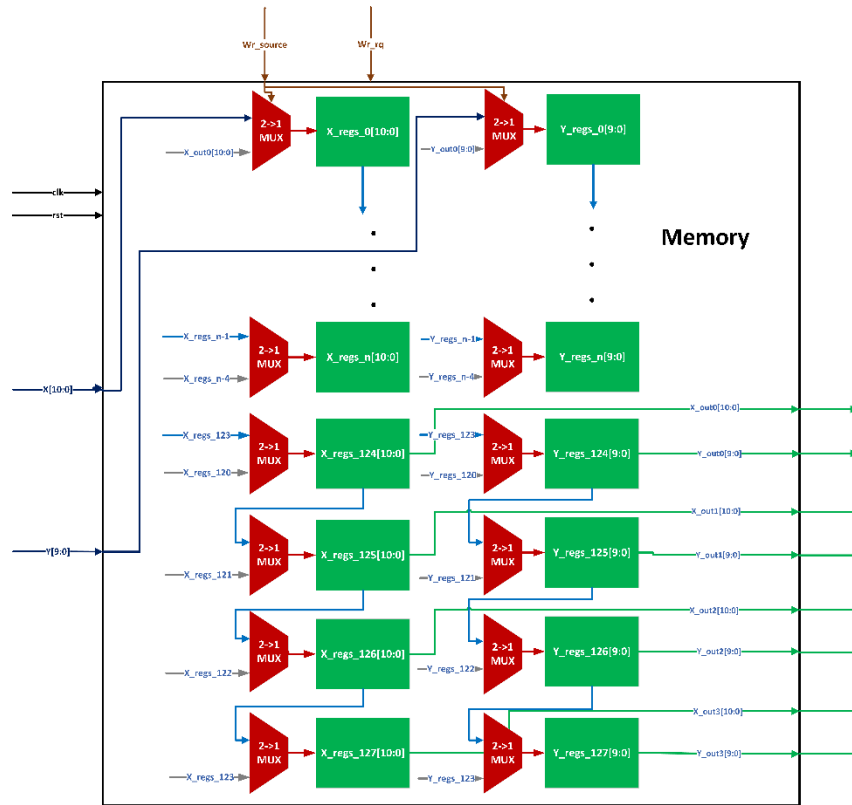 Wr_source
Wr_rq
2->1
MUX
X_regs_0[10:0]
2->1
MUX
Y_regs_0[9:0]
X_out0[10:0]
Y_out0[9:0]
clk
rst
Memory
X_regs_n-1
2->1
MUX
X_regs_n[10:0]
Y_regs_n-1
2->1
MUX
Y_regs_n[9:0]
X_regs_n-4
Y_regs_n-4
X[10:0]
X_out0[10:0]
X_regs_123
2->1
MUX
X_regs_124[10:0]
Y_regs_123
2->1
MUX
Y_regs_124[9:0]
Y_out0[9:0]
X_regs_120
Y_regs_120
X_out1[10:0]
Y[9:0]
2->1
MUX
X_regs_125[10:0]
2->1
MUX
Y_regs_125[9:0]
Y_out1[9:0]
X_regs_121
Y_regs_121
X_out2[10:0]
2->1
MUX
X_regs_126[10:0]
2->1
MUX
Y_regs_126[9:0]
Y_out2[9:0]
X_regs_122
Y_regs_122
X_out3[10:0]
2->1
MUX
X_regs_127[10:0]
2->1
MUX
Y_regs_127[9:0]
Y_out3[9:0]
X_regs_123
Y_regs_123